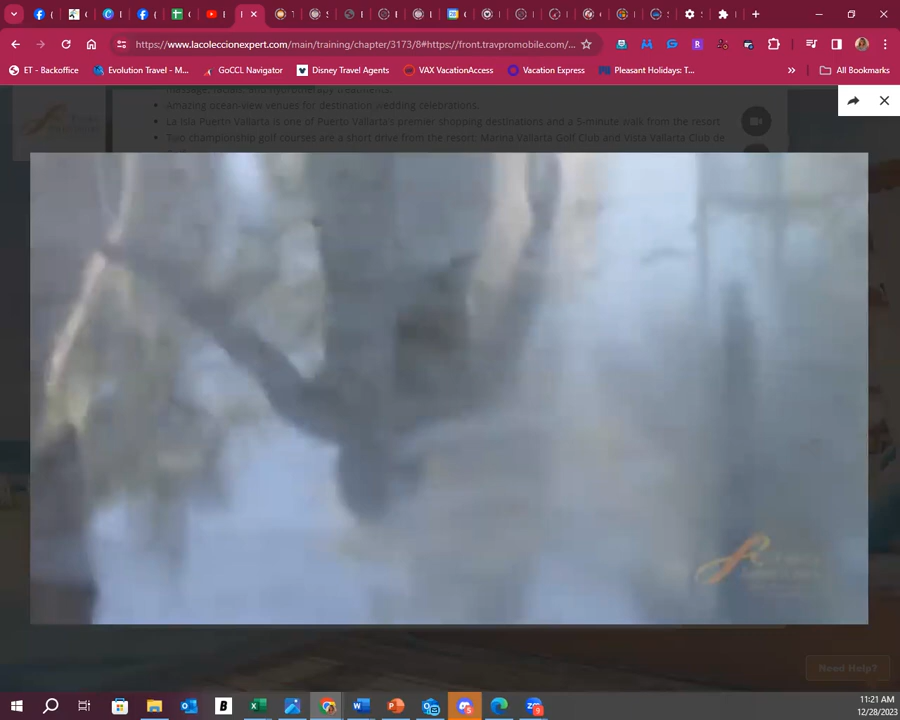 https://www.lacoleccionexpert.com/main/training/chapter/3173/8#https://front.travpromobile.com/...
ET - Backoffice
Evolution Travel - M...
GoCCL Navigator
Disney Travel Agents
VAX VacationAccess
Vacation Express
Pleasant Holidays: T...
All Bookmarks
Amazing ocean-view venues for destination wedding celebrations.
La Isla Puerto Vallarta is one of Puerto Vallarta's premier shopping destinations and a 5-minute walk from the resort
Two championship golf courses are a short drive from the resort: Marina Vallarta Golf Club and Vista Vallarta Club de
Need Help?
11:21 AM
12/28/2023